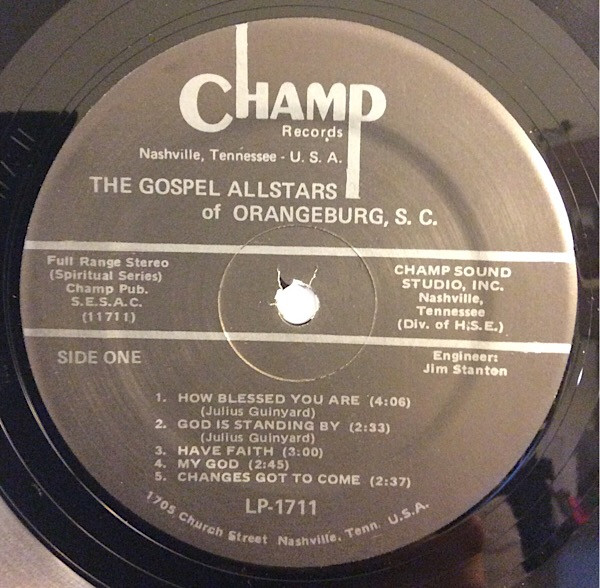 CHAMP
Records
Nashville, Tennessee - U. S. A.
THE GOSPEL ALLSTARS
of ORANGEBURG, S. C.
Full Range Stereo
(Spiritual Series)
Champ Pub.
S.E.S.A.C.
(11711)
CHAMP SOUND
STUDIO, INC.
Nashville,
Tennessee
(Div. of H.S.E.)
SIDE ONE
Engineer:
Jim Stanton
1. HOW BLESSED YOU ARE (4:06)
(Julius Guinyard)
2. GOD IS STANDING BY (2:33)
(Julius Guinyard)
3. HAVE FAITH (3:00)
4. MY GOD (2:45)
5. CHANGES GOT TO COME (2:37)
LP-1711
1705 Church Street Nashville, Tenn. U.S.A.